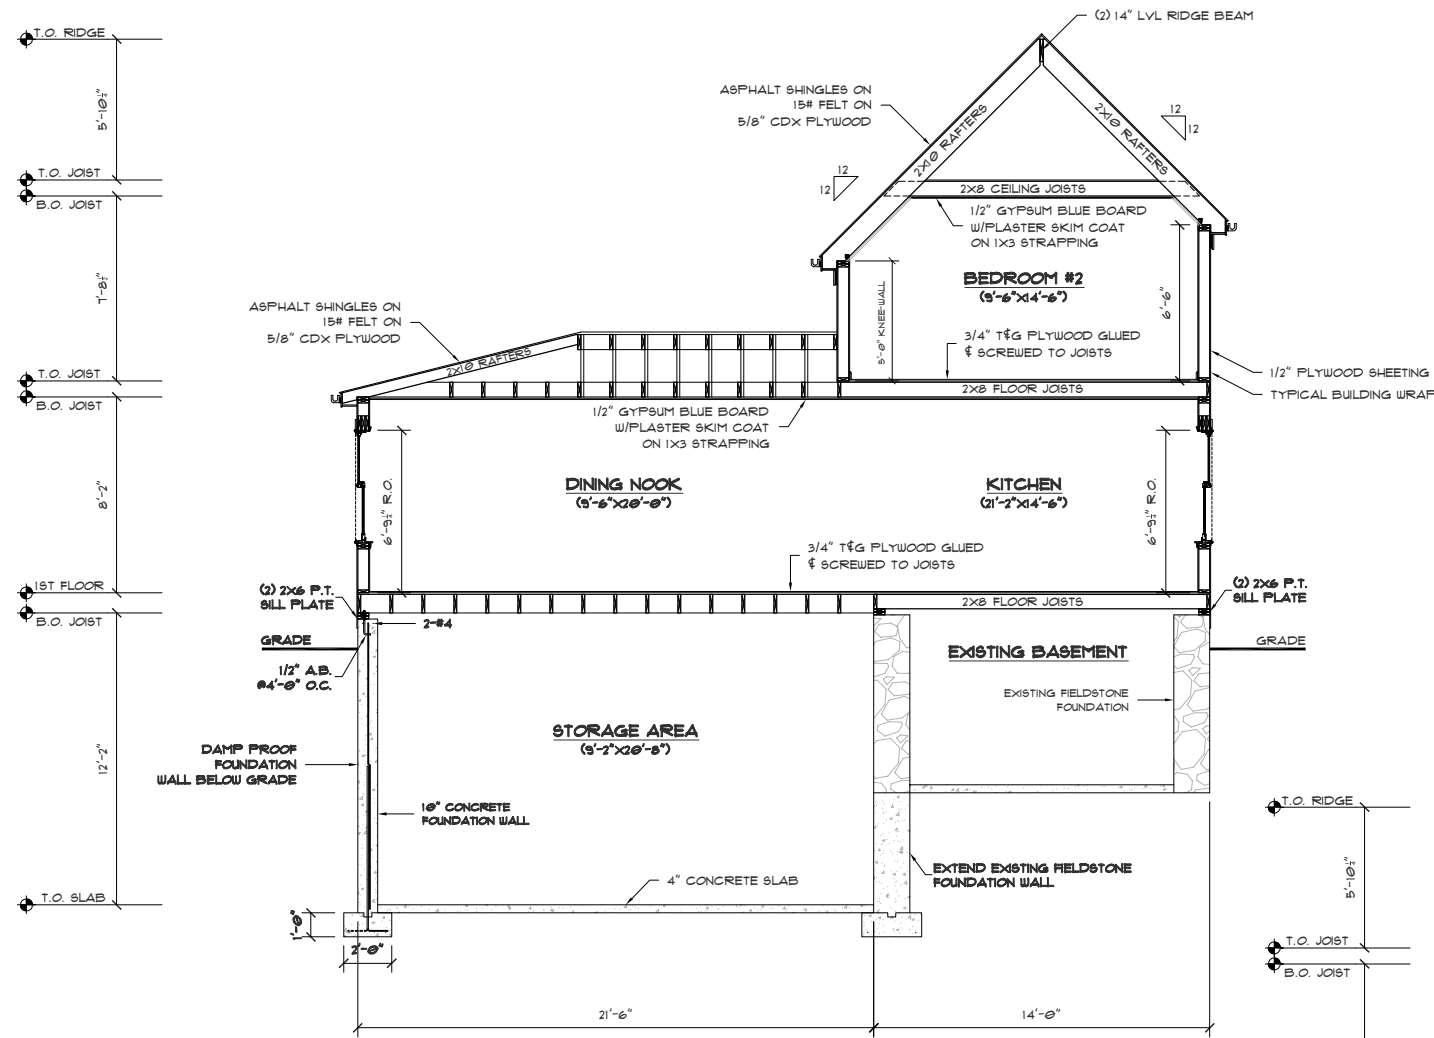 T.O. RIDGE
5'-10½"
T.O. JOIST
B.O. JOIST
7'-8½"
T.O. JOIST
B.O. JOIST
8'-2"
1ST FLOOR
B.O. JOIST
12'-2"
T.O. SLAB
(2) 14" LVL RIDGE BEAM
ASPHALT SHINGLES ON
15# FELT ON
5/8" CDX PLYWOOD
2X10 RAFTERS
2X10 RAFTERS
12
12
12
12
2X8 CEILING JOISTS
1/2" GYPSUM BLUE BOARD
W/PLASTER SKIM COAT
ON 1X3 STRAPPING
BEDROOM #2
(9'-6"X14'-6")
5'-0" KNEE-WALL
6'-6"
3/4" T&G PLYWOOD GLUED
& SCREWED TO JOISTS
1/2" PLYWOOD SHEETING
TYPICAL BUILDING WRAP
2X8 FLOOR JOISTS
ASPHALT SHINGLES ON
15# FELT ON
5/8" CDX PLYWOOD
2X10 RAFTERS
1/2" GYPSUM BLUE BOARD
W/PLASTER SKIM COAT
ON 1X3 STRAPPING
DINING NOOK
(9'-6"X20'-0")
KITCHEN
(21'-2"X14'-6")
6'-9½" R.O.
6'-9½" R.O.
3/4" T&G PLYWOOD GLUED
& SCREWED TO JOISTS
(2) 2X6 P.T.
SILL PLATE
2X8 FLOOR JOISTS
(2) 2X6 P.T.
SILL PLATE
2-#4
GRADE
1/2" A.B.
@4'-0" O.C.
EXISTING BASEMENT
GRADE
EXISTING FIELDSTONE
FOUNDATION
STORAGE AREA
(9'-2"X20'-8")
DAMP PROOF
FOUNDATION
WALL BELOW GRADE
10" CONCRETE
FOUNDATION WALL
EXTEND EXISTING FIELDSTONE
FOUNDATION WALL
4" CONCRETE SLAB
1'-0"
2'-0"
21'-6"
14'-0"
T.O. RIDGE
5'-10½"
T.O. JOIST
B.O. JOIST